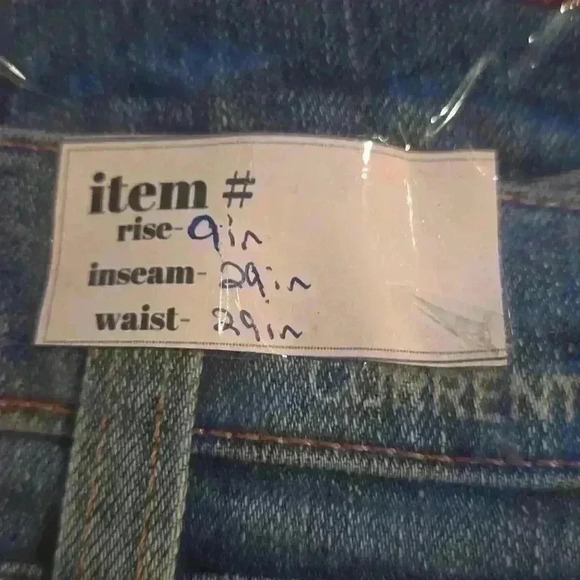 item #
rise- 9in
inseam- 29in
waist- 29in
CURRENT